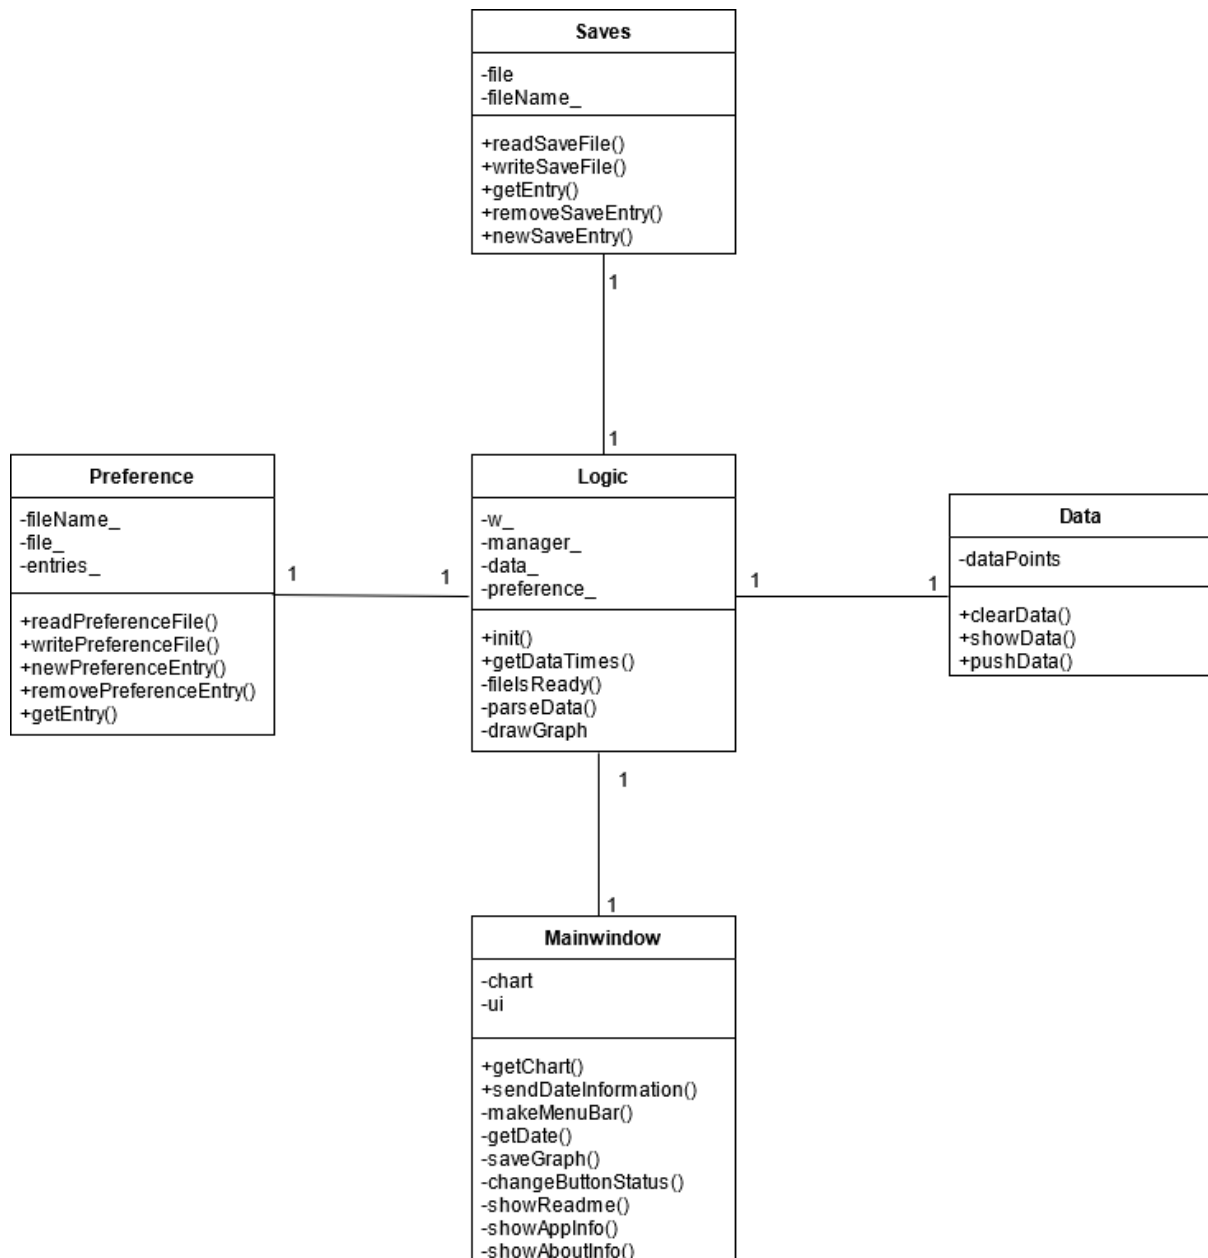 Saves
-file
-fileName_
+readSaveFile()
+writeSaveFile()
+getEntry()
+removeSaveEntry()
+newSaveEntry()
1
1
Preference
-fileName_
-file_
-entries_
+readPreferenceFile()
+writePreferenceFile()
+newPreferenceEntry()
+removePreferenceEntry()
+getEntry()
1
1
Logic
-w_
-manager_
-data_
-preference_
+init()
+getDataTimes()
-fileIsReady()
-parseData()
-drawGraph
1
1
Data
-dataPoints
+clearData()
+showData()
+pushData()
1
1
Mainwindow
-chart
-ui
+getChart()
+sendDateInformation()
-makeMenuBar()
-getDate()
-saveGraph()
-changeButtonStatus()
-showReadme()
-showAppInfo()
-showAboutInfo()